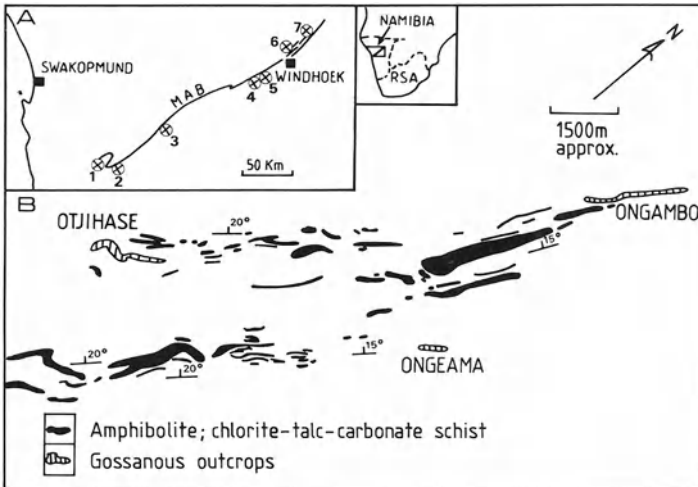 A
SWAKOPMUND
MAB
WINDHOEK
1
2
3
4
5
6
7
50 Km
NAMIBIA
RSA
N
1500m
approx.
B
OTJIHASE
20°
ONGAMBO
15°
20°
20°
15°
ONGEAMA
Amphibolite; chlorite-talc-carbonate schist
Gossanous outcrops